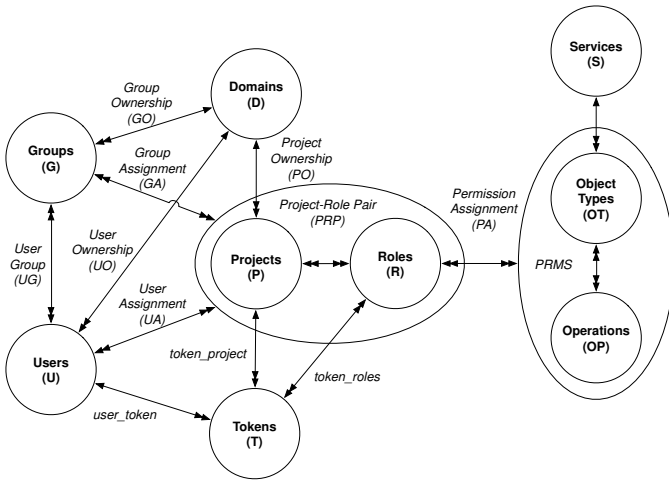 Services
(S)
Domains
(D)
Group
Ownership
(GO)
Groups
(G)
Group
Assignment
(GA)
Project
Ownership
(PO)
Object
Types
(OT)
Project-Role Pair
(PRP)
Permission
Assignment
(PA)
User
Group
(UG)
User
Ownership
(UO)
Projects
(P)
Roles
(R)
PRMS
User
Assignment
(UA)
Operations
(OP)
Users
(U)
token_project
token_roles
user_token
Tokens
(T)